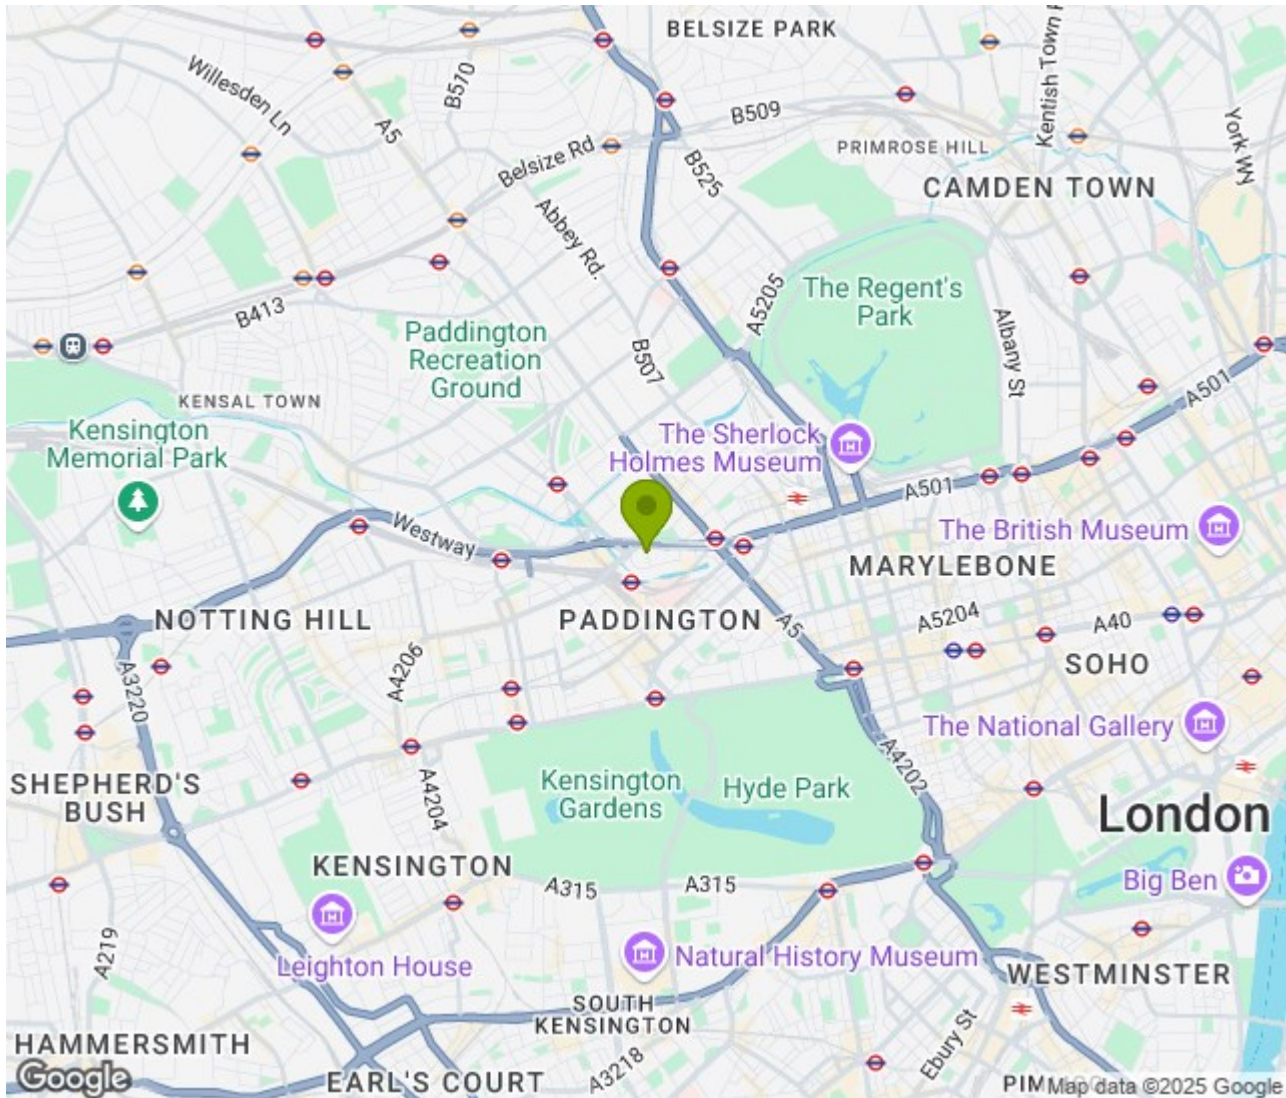 BELSIZE PARK
Willesden Ln
B510
A5
B509
Kentish Town
York Wy
Belsize Rd
B525
PRIMROSE HILL
CAMDEN TOWN
Abbey Rd.
A5205
The Regent's
Park
B413
Paddington
Recreation
Ground
B507
Albany St
KENSAL TOWN
A501
Kensington
Memorial Park
The Sherlock
Holmes Museum
A501
Westway
The British Museum
MARYLEBONE
NOTTING HILL
PADDINGTON
A5
A5204
A40
A4206
SOHO
A3220
The National Gallery
SHEPHERD'S
BUSH
A4204
Kensington
Gardens
Hyde Park
A4202
London
KENSINGTON
A315
A315
Big Ben
A219
Leighton House
Natural History Museum
WESTMINSTER
SOUTH
KENSINGTON
HAMMERSMITH
Ebury St
A3218
EARL'S COURT
Google
PIM
Map data ©2025 Google